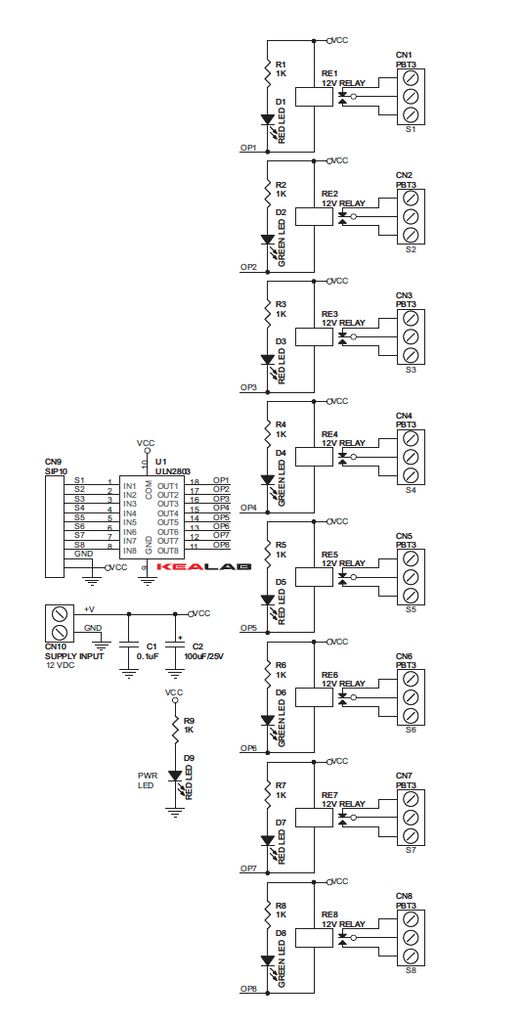 VCC
R1
1K
RE1
12V RELAY
CN1
PBT3
D1
RED LED
S1
OP1
VCC
R2
1K
RE2
12V RELAY
CN2
PBT3
D2
GREEN LED
S2
OP2
VCC
R3
1K
RE3
12V RELAY
CN3
PBT3
D3
RED LED
S3
OP3
VCC
R4
1K
RE4
12V RELAY
CN4
PBT3
D4
GREEN LED
S4
OP4
VCC
CN9
SIP10
U1
ULN2803
10
COM
S1 1 IN1 OUT1 18 OP1
S2 2 IN2 OUT2 17 OP2
S3 3 IN3 OUT3 16 OP3
S4 4 IN4 OUT4 15 OP4
S5 5 IN5 OUT5 14 OP5
S6 6 IN6 OUT6 13 OP6
S7 7 IN7 OUT7 12 OP7
S8 8 IN8 OUT8 11 OP8
GND
GND
9
VCC
KEALAB
VCC
R5
1K
RE5
12V RELAY
CN5
PBT3
D5
RED LED
S5
OP5
+V
VCC
GND
CN10
SUPPLY INPUT
12 VDC
C1
0.1uF
+
C2
100uF/25V
VCC
R6
1K
RE6
12V RELAY
CN6
PBT3
D6
GREEN LED
S6
OP6
VCC
R9
1K
D9
RED LED
PWR
LED
VCC
R7
1K
RE7
12V RELAY
CN7
PBT3
D7
RED LED
S7
OP7
VCC
R8
1K
RE8
12V RELAY
CN8
PBT3
D8
GREEN LED
S8
OP8